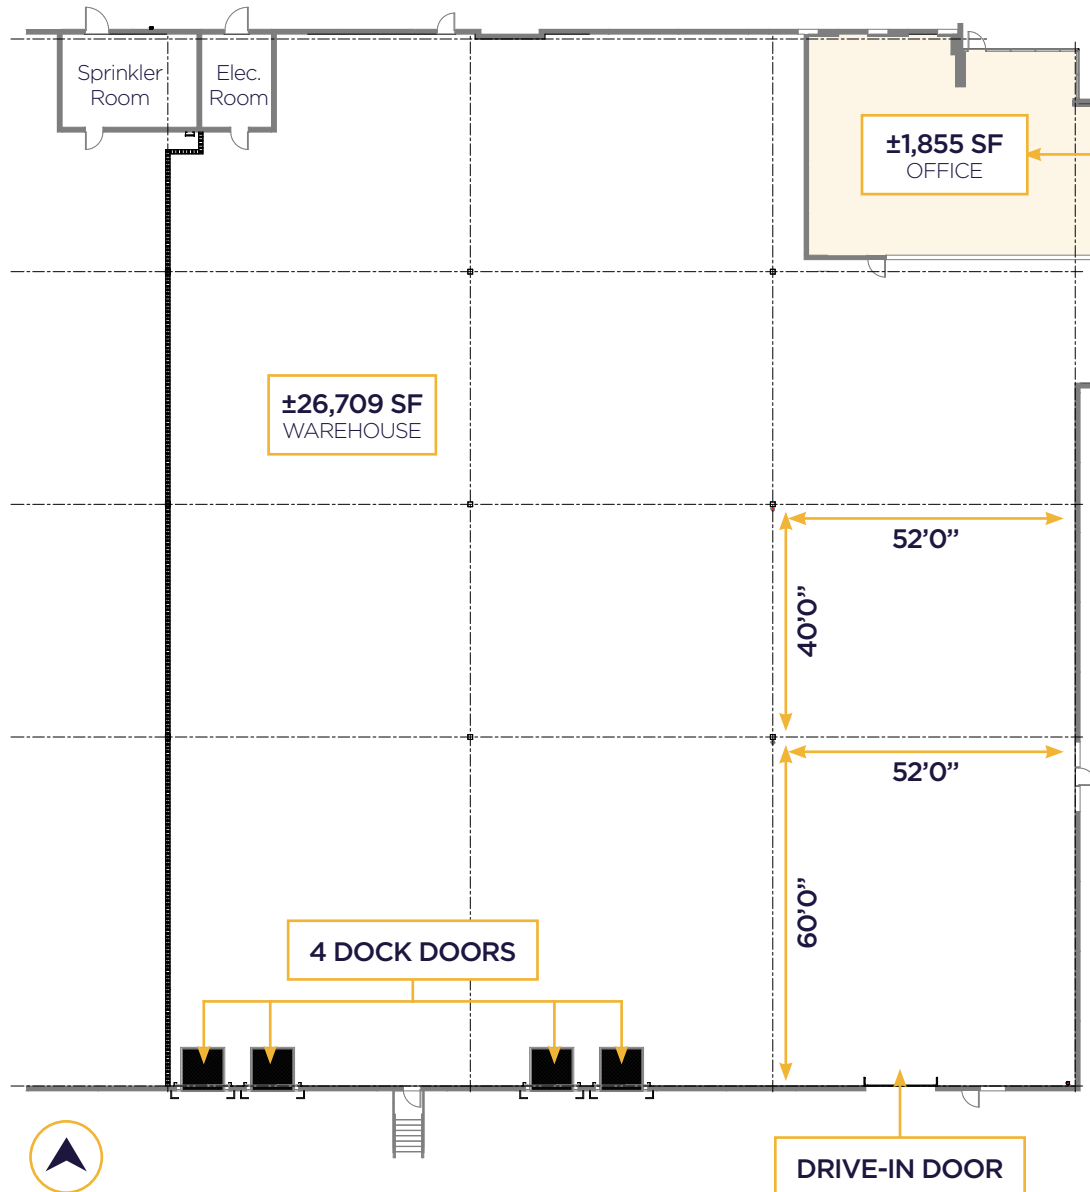 Sprinkler
Room
Elec.
Room
±1,855 SF
OFFICE
±26,709 SF
WAREHOUSE
52’0”
40’0”
52’0”
60’0”
4 DOCK DOORS
DRIVE-IN DOOR